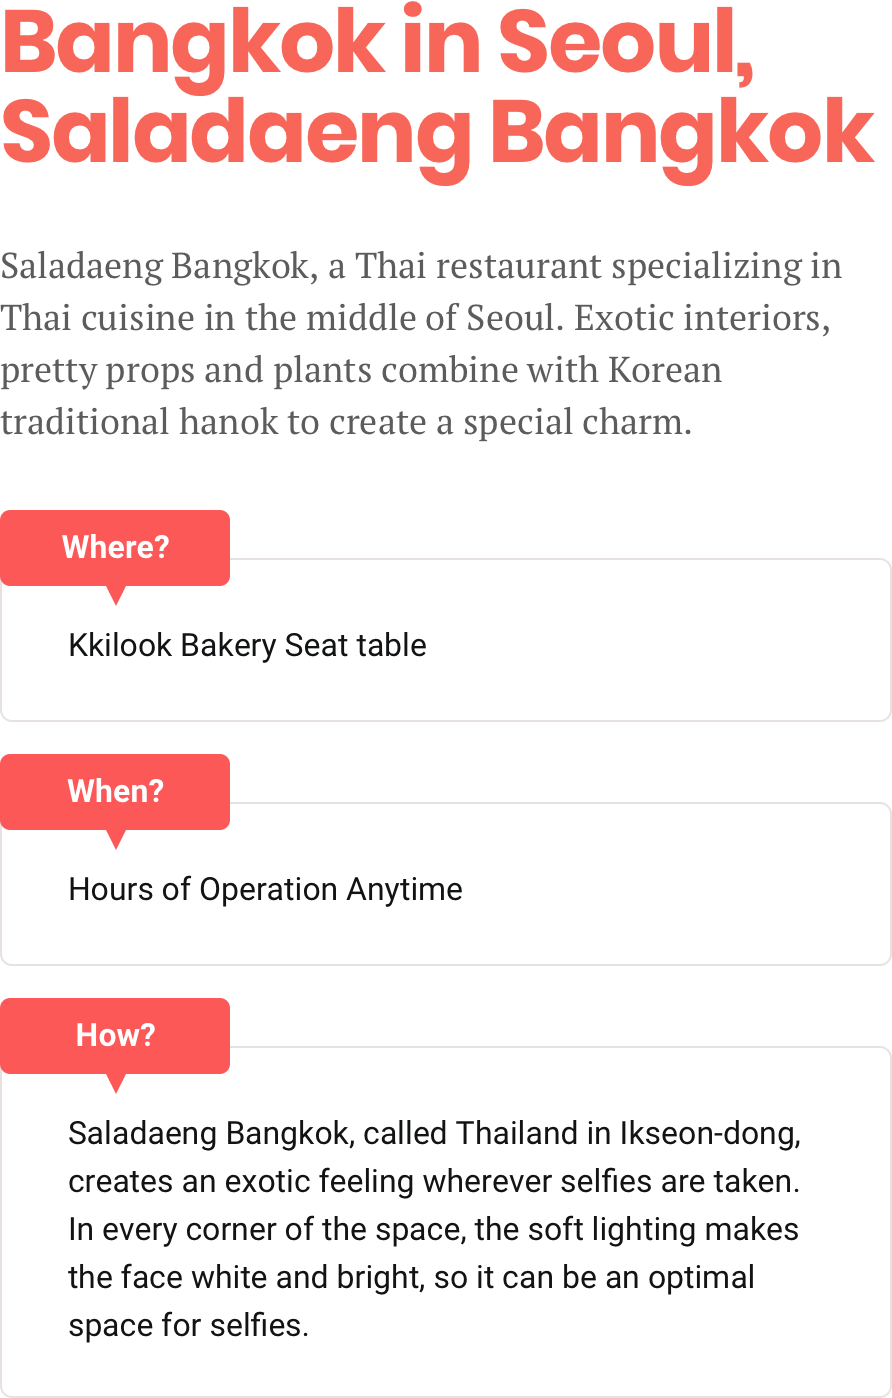 Bangkok in Seoul,
Saladaeng Bangkok
Saladaeng Bangkok, a Thai restaurant specializing in
Thai cuisine in the middle of Seoul. Exotic interiors,
pretty props and plants combine with Korean
traditional hanok to create a special charm.
Where?
Kkilook Bakery Seat table
When?
Hours of Operation Anytime
How?
Saladaeng Bangkok, called Thailand in Ikseon-dong,
creates an exotic feeling wherever selfies are taken.
In every corner of the space, the soft lighting makes
the face white and bright, so it can be an optimal
space for selfies.